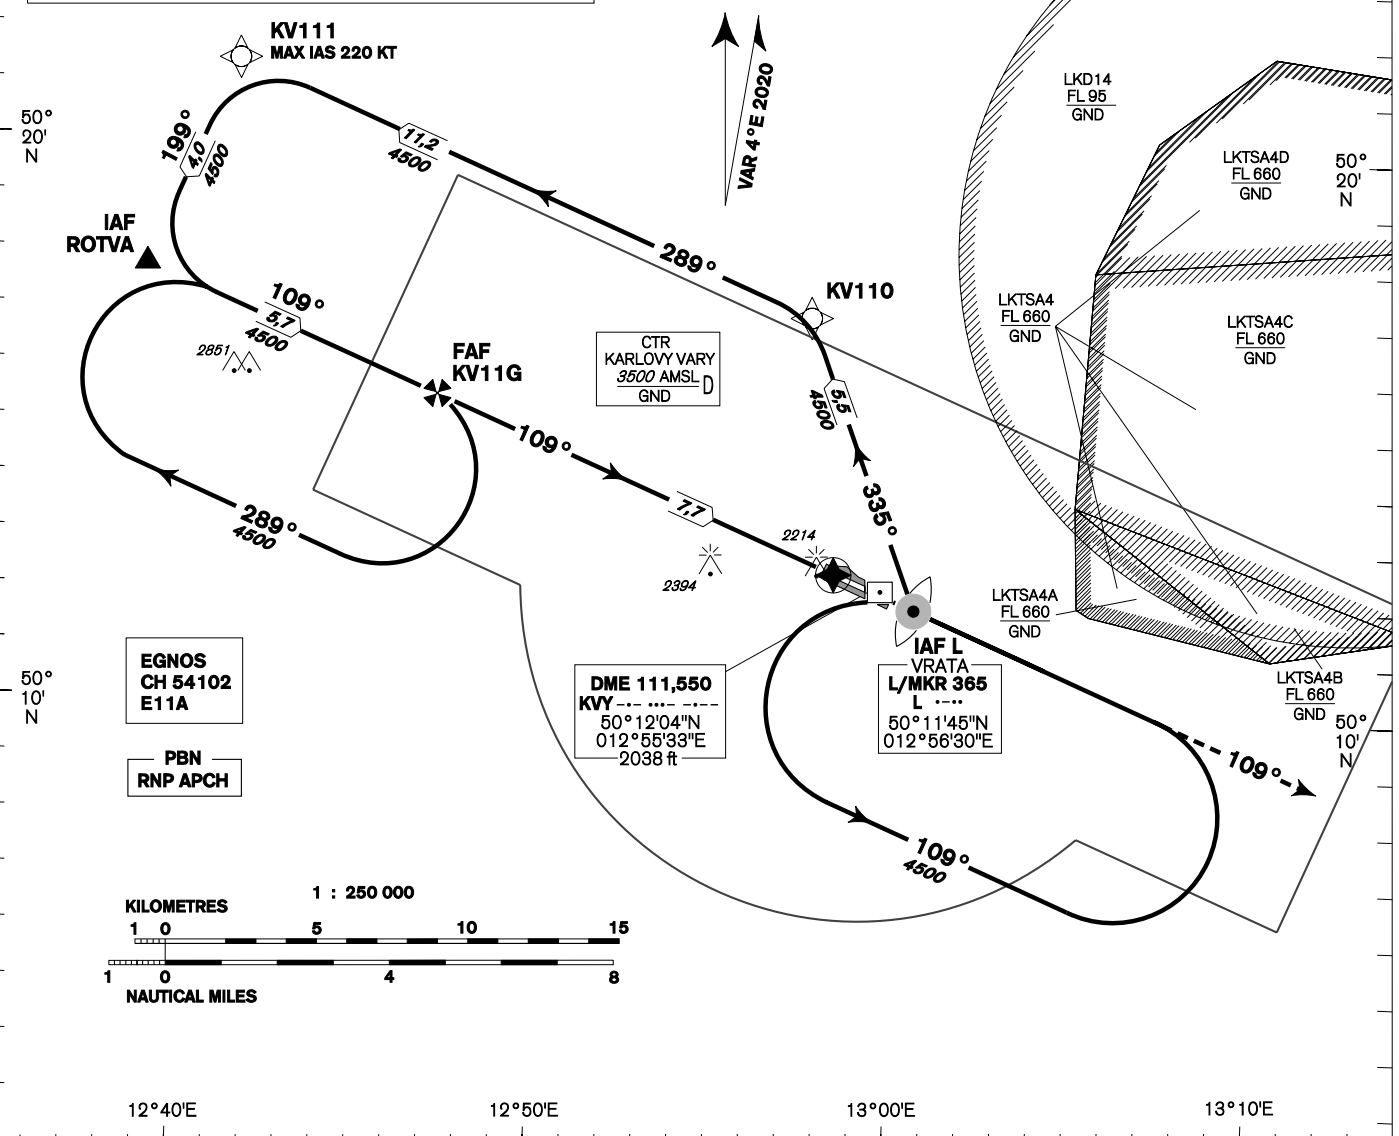 KV111
MAX IAS 220 KT
50°
20'
N
199°
4,0
4500
11,2
4500
VAR 4°E 2020
LKD14
FL 95
GND
LKTSA4D
FL 660
GND
50°
20'
N
IAF
ROTVA
289°
KV110
109°
5,7
4500
2851
FAF
KV11G
CTR
KARLOVY VARY
3500 AMSL
GND
D
5,5
4500
LKTSA4
FL 660
GND
LKTSA4C
FL 660
GND
109°
335°
7,7
289°
4500
2214
2394
LKTSA4A
FL 660
GND
EGNOS
CH 54102
E11A
PBN
RNP APCH
DME 111,550
KVY –·– ···– –·––
50°12'04"N
012°55'33"E
2038 ft
IAF L
VRATA
L/MKR 365
L ·–··
50°11'45"N
012°56'30"E
LKTSA4B
FL 660
GND
50°
10'
N
50°
10'
N
109°
109°
4500
1 : 250 000
KILOMETRES
1 0 5 10 15
1 0 4 8
NAUTICAL MILES
12°40'E 12°50'E 13°00'E 13°10'E